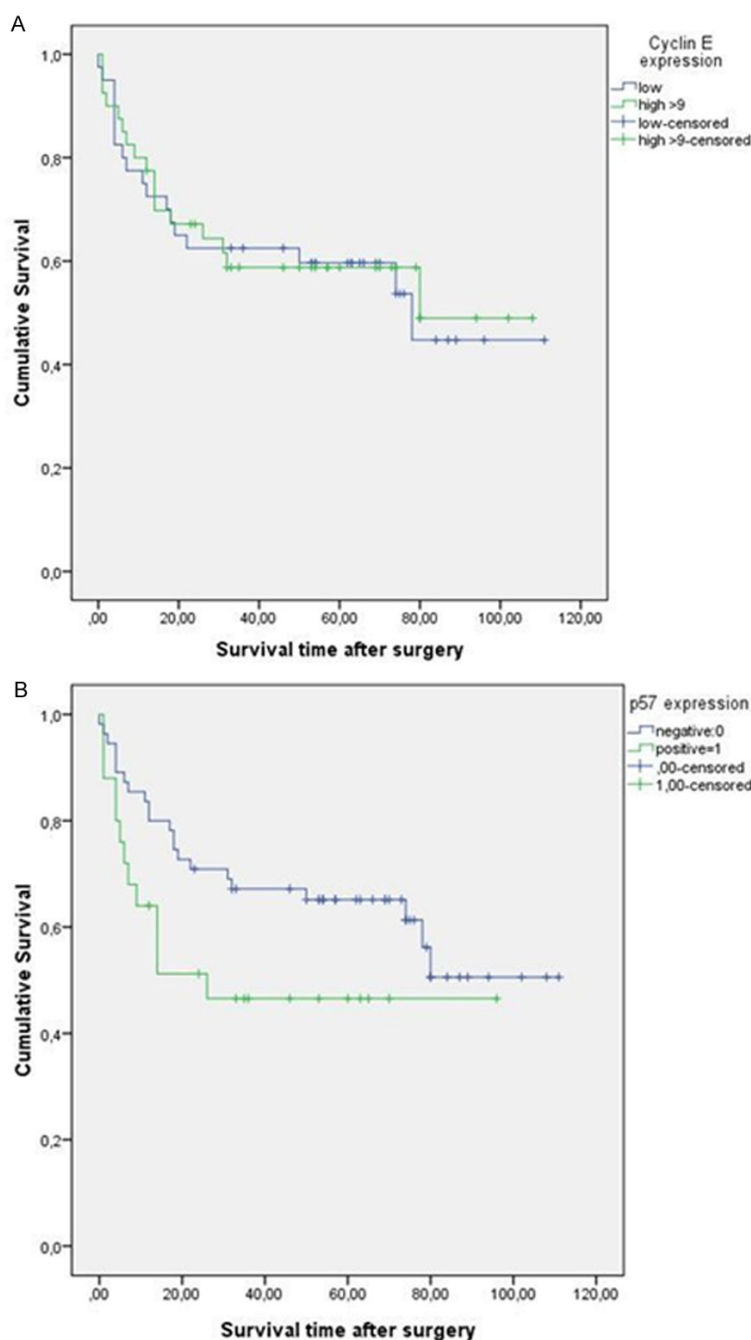 A
Cyclin E
expression
low
high >9
low-censored
high >9-censored
1,0
0,8
0,6
0,4
0,2
0,0
Cumulative Survival
,00 20,00 40,00 60,00 80,00 100,00 120,00
Survival time after surgery
B
p57 expression
negative:0
positive=1
,00-censored
1,00-censored
1,0
0,8
0,6
0,4
0,2
0,0
Cumulative Survival
,00 20,00 40,00 60,00 80,00 100,00 120,00
Survival time after surgery